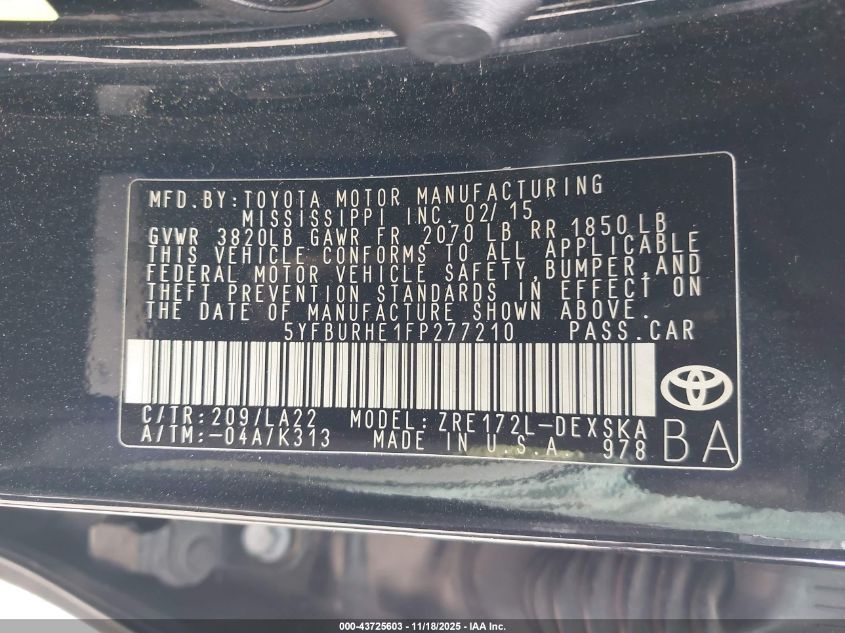 MFD. BY: TOYOTA MOTOR MANUFACTURING
MISSISSIPPI INC. 02/15
GVWR 3820LB GAWR FR 2070 LB RR 1850 LB
THIS VEHICLE CONFORMS TO ALL APPLICABLE
FEDERAL MOTOR VEHICLE SAFETY, BUMPER, AND
THEFT PREVENTION STANDARDS IN EFFECT ON
THE DATE OF MANUFACTURE SHOWN ABOVE.
5YFBURHE1FP277210 PASS. CAR
C/TR: 209/LA22 MODEL: ZRE172L-DEXSKA
A/TM: -04A/K313 MADE IN U.S.A. 978 BA
000-43725603 - 11/18/2025 - IAA Inc.